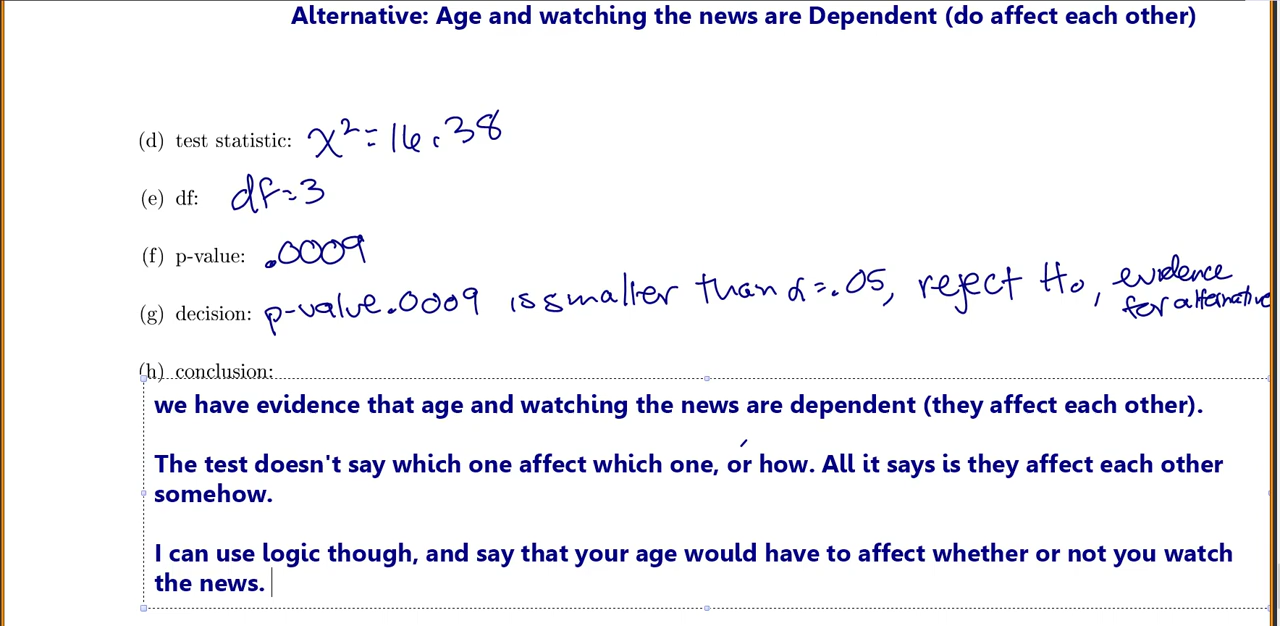 Alternative: Age and watching the news are Dependent (do affect each other)
(d) test statistic: χ² = 16.38
(e) df: df = 3
(f) p-value: .0009
(g) decision: p-value .0009 is smaller than α = .05, reject Ho, evidence for alternative
(h) conclusion:
we have evidence that age and watching the news are dependent (they affect each other).
The test doesn't say which one affect which one, or how. All it says is they affect each other
somehow.
I can use logic though, and say that your age would have to affect whether or not you watch
the news.